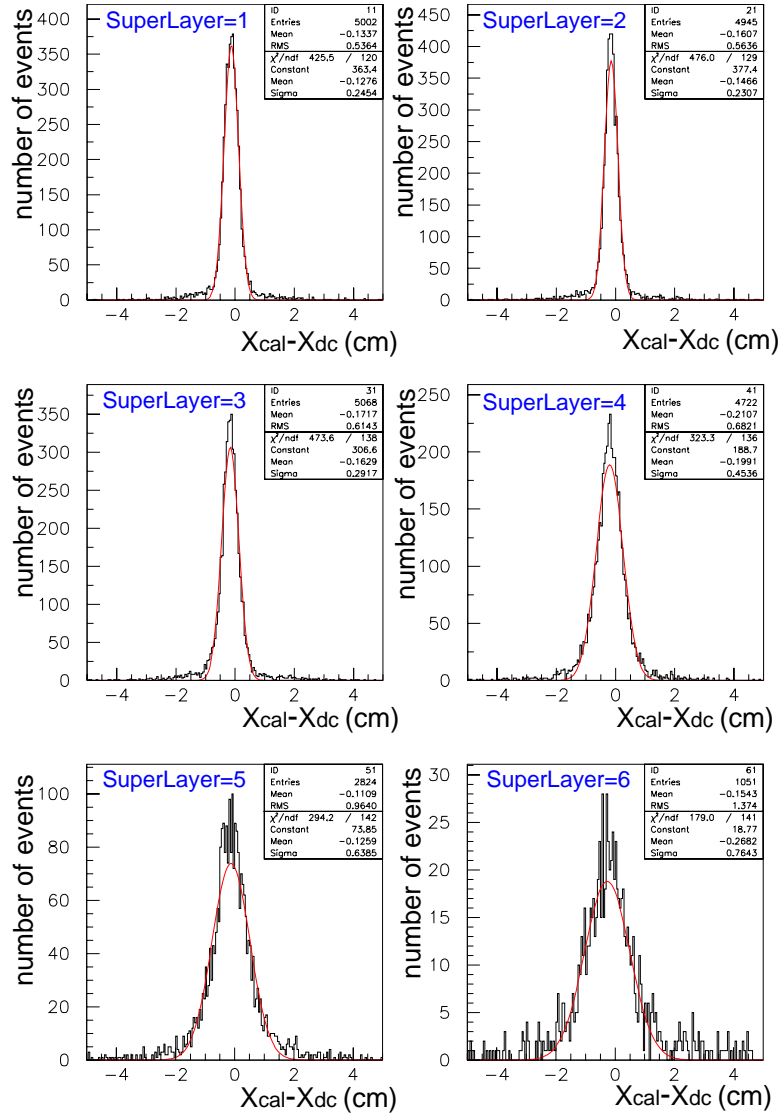 SuperLayer=1
ID 11
Entries 5002
Mean -0.1337
RMS 0.5364
χ²/ndf 425.5 / 120
Constant 363.4
Mean -0.1276
Sigma 0.2454
number of events
0
50
100
150
200
250
300
350
400
-4 -2 0 2 4
Xcal-Xdc (cm)
SuperLayer=2
ID 21
Entries 4945
Mean -0.1607
RMS 0.5636
χ²/ndf 476.0 / 129
Constant 377.4
Mean -0.1466
Sigma 0.2307
number of events
0
50
100
150
200
250
300
350
400
450
-4 -2 0 2 4
Xcal-Xdc (cm)
SuperLayer=3
ID 31
Entries 5068
Mean -0.1717
RMS 0.6143
χ²/ndf 473.6 / 138
Constant 306.6
Mean -0.1629
Sigma 0.2917
number of events
0
50
100
150
200
250
300
350
-4 -2 0 2 4
Xcal-Xdc (cm)
SuperLayer=4
ID 41
Entries 4722
Mean -0.2107
RMS 0.6821
χ²/ndf 323.3 / 136
Constant 188.7
Mean -0.1991
Sigma 0.4536
number of events
0
50
100
150
200
250
-4 -2 0 2 4
Xcal-Xdc (cm)
SuperLayer=5
ID 51
Entries 2824
Mean -0.1109
RMS 0.9640
χ²/ndf 294.2 / 142
Constant 73.85
Mean -0.1259
Sigma 0.6385
number of events
0
20
40
60
80
100
-4 -2 0 2 4
Xcal-Xdc (cm)
SuperLayer=6
ID 61
Entries 1051
Mean -0.1543
RMS 1.374
χ²/ndf 179.0 / 141
Constant 18.77
Mean -0.2682
Sigma 0.7643
number of events
0
5
10
15
20
25
30
-4 -2 0 2 4
Xcal-Xdc (cm)